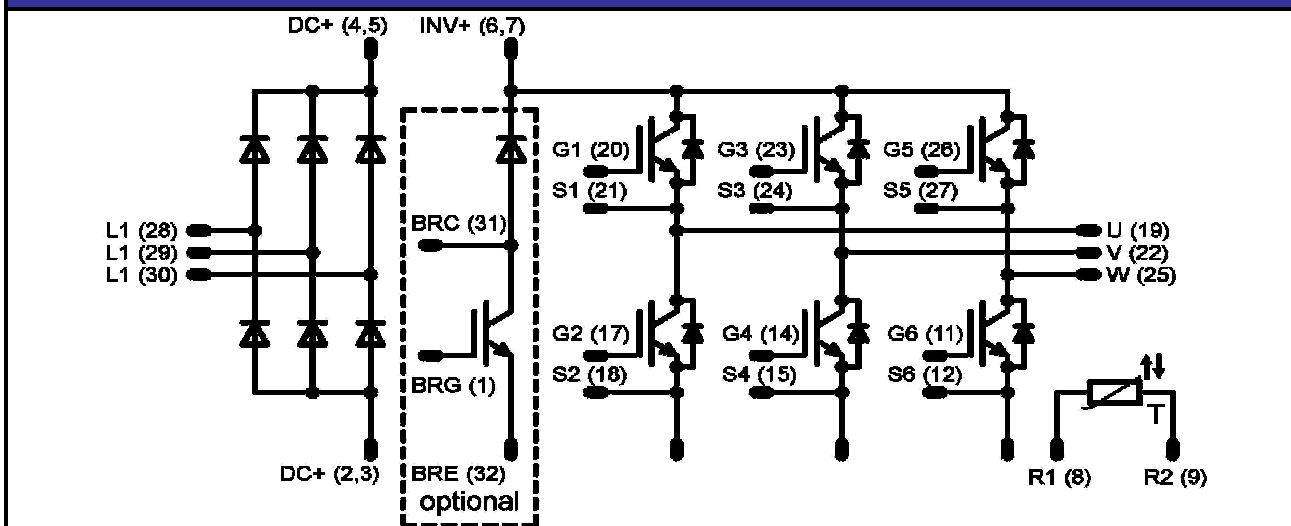 DC+ (4,5) INV+ (6,7)
G1 (20) G3 (23) G5 (26)
S1 (21) S3 (24) S5 (27)
BRC (31)
L1 (28) U (19)
L1 (29) V (22)
L1 (30) W (25)
G2 (17) G4 (14) G6 (11)
S2 (18) S4 (15) S6 (12)
BRG (1)
T
DC+ (2,3) BRE (32) R1 (8) R2 (9)
optional